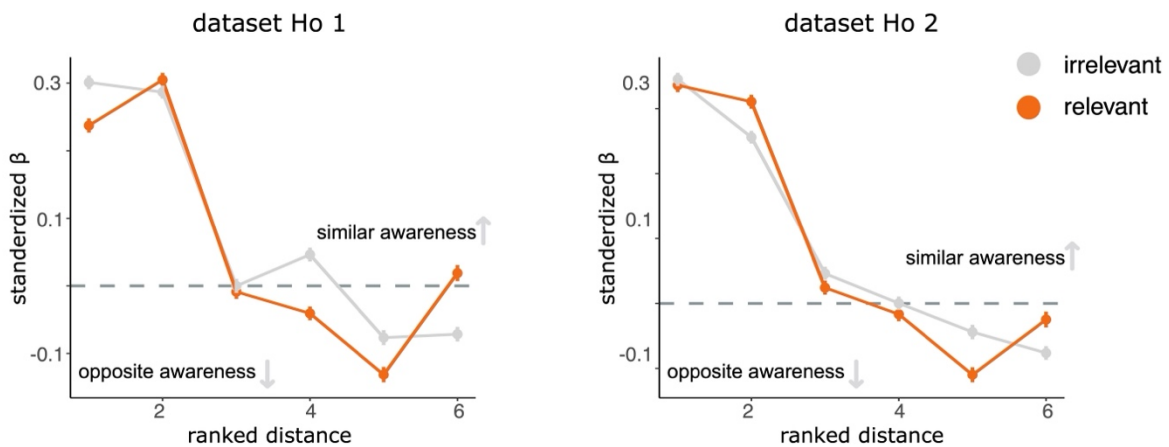 dataset Ho 1
0.3
0.1
-0.1
standerdized β
similar awareness
opposite awareness
2
4
6
ranked distance
dataset Ho 2
0.3
0.1
-0.1
standerdized β
similar awareness
opposite awareness
2
4
6
ranked distance
irrelevant
relevant